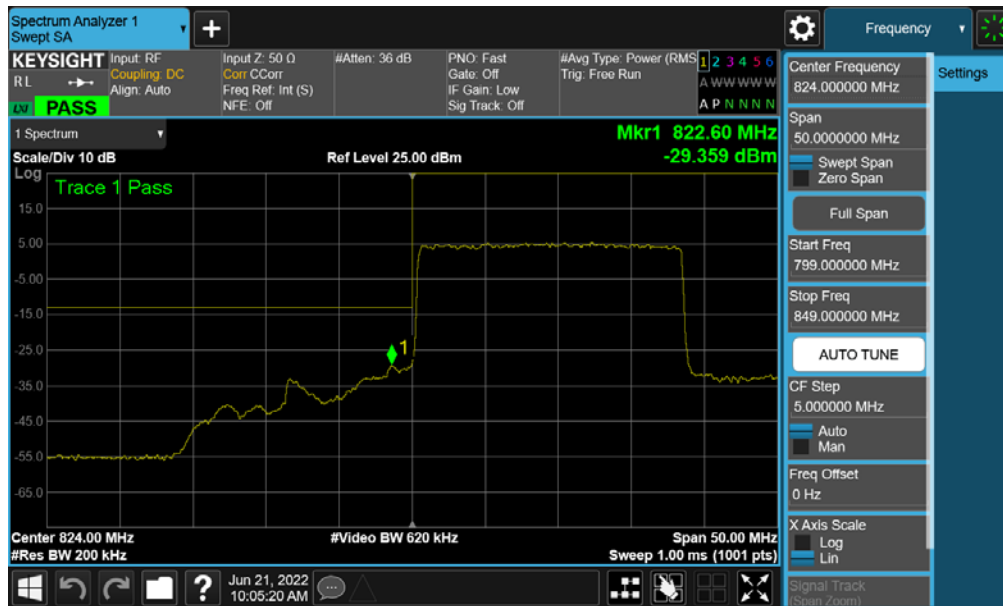 Spectrum Analyzer 1
Swept SA
+
Frequency
KEYSIGHT
RL
LXI PASS
Input: RF
Coupling: DC
Align: Auto
Input Z: 50 Ω
Corr CCorr
Freq Ref: Int (S)
NFE: Off
#Atten: 36 dB
PNO: Fast
Gate: Off
IF Gain: Low
Sig Track: Off
#Avg Type: Power (RMS
Trig: Free Run
1 2 3 4 5 6
A W W W W W
A P N N N N
1 Spectrum
Scale/Div 10 dB
Log
Ref Level 25.00 dBm
Mkr1 822.60 MHz
-29.359 dBm
Trace 1 Pass
15.0
5.00
-5.00
-15.0
-25.0
-35.0
-45.0
-55.0
-65.0
1
Center 824.00 MHz
#Res BW 200 kHz
#Video BW 620 kHz
Span 50.00 MHz
Sweep 1.00 ms (1001 pts)
Center Frequency
824.000000 MHz
Span
50.0000000 MHz
Swept Span
Zero Span
Full Span
Start Freq
799.000000 MHz
Stop Freq
849.000000 MHz
AUTO TUNE
CF Step
5.000000 MHz
Auto
Man
Freq Offset
0 Hz
X Axis Scale
Log
Lin
Signal Track
(Span Zoom)
Settings
?
Jun 21, 2022
10:05:20 AM